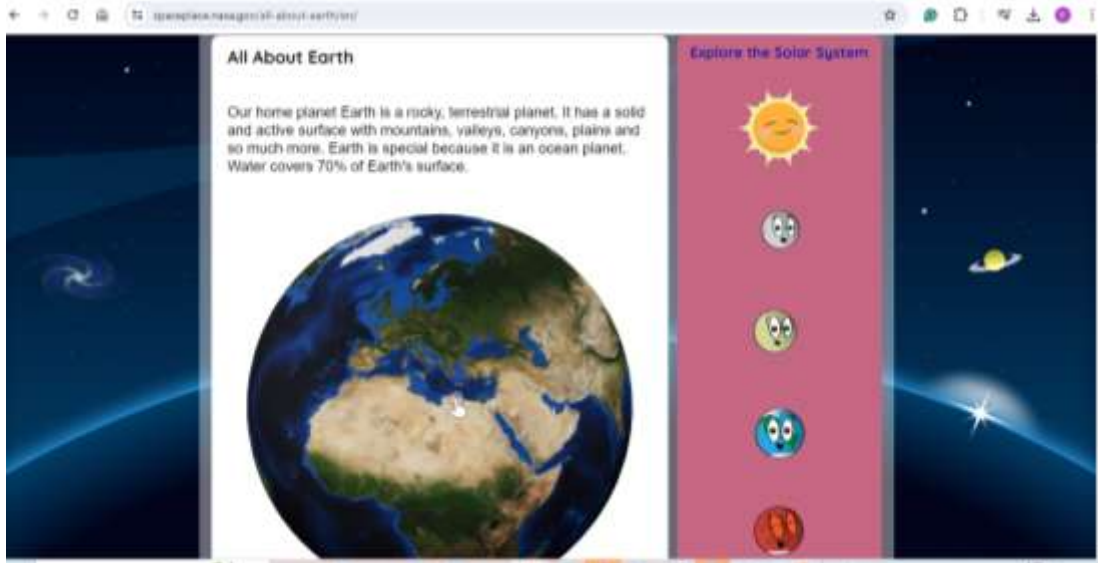 spaceplace.nasa.gov/all-about-earth/en/
All About Earth
Our home planet Earth is a rocky, terrestrial planet. It has a solid
and active surface with mountains, valleys, canyons, plains and
so much more. Earth is special because it is an ocean planet.
Water covers 70% of Earth's surface.
Explore the Solar System